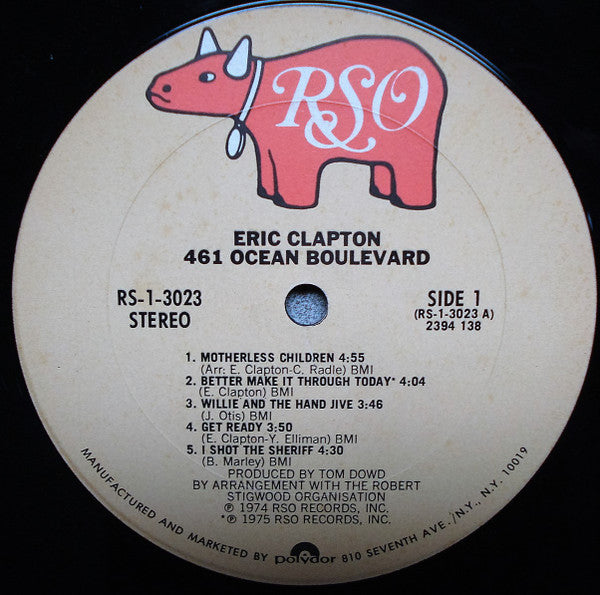 RSO
ERIC CLAPTON
461 OCEAN BOULEVARD
RS-1-3023
STEREO
SIDE 1
(RS-1-3023 A)
2394 138
1. MOTHERLESS CHILDREN 4:55
(Arr: E. Clapton-C. Radle) BMI
2. BETTER MAKE IT THROUGH TODAY* 4:04
(E. Clapton) BMI
3. WILLIE AND THE HAND JIVE 3:46
(J. Otis) BMI
4. GET READY 3:50
(E. Clapton-Y. Elliman) BMI
5. I SHOT THE SHERIFF 4:30
(B. Marley) BMI
PRODUCED BY TOM DOWD
BY ARRANGEMENT WITH THE ROBERT
STIGWOOD ORGANISATION
℗ 1974 RSO RECORDS, INC.
*℗ 1975 RSO RECORDS, INC.
MANUFACTURED AND MARKETED BY polydor 810 SEVENTH AVE./N.Y., N.Y. 10019